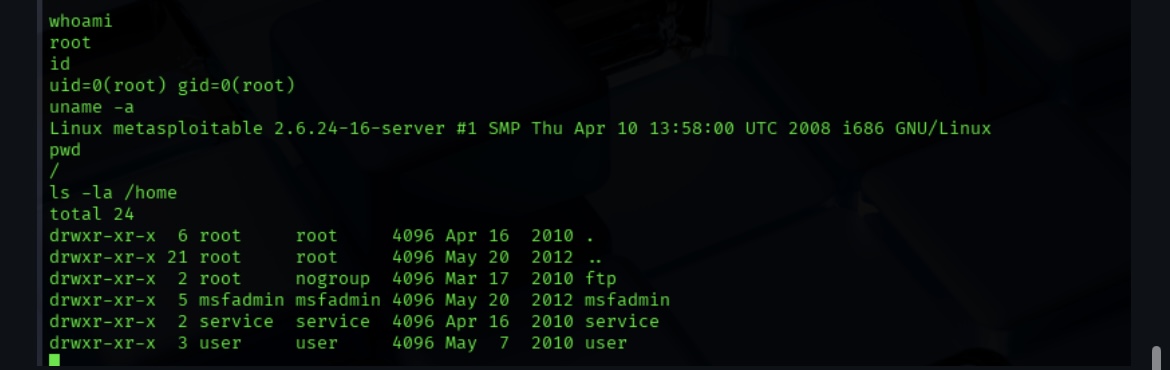 whoami
root
id
uid=0(root) gid=0(root)
uname -a
Linux metasploitable 2.6.24-16-server #1 SMP Thu Apr 10 13:58:00 UTC 2008 i686 GNU/Linux
pwd
/
ls -la /home
total 24
drwxr-xr-x  6 root     root     4096 Apr 16  2010 .
drwxr-xr-x 21 root     root     4096 May 20  2012 ..
drwxr-xr-x  2 root     nogroup  4096 Mar 17  2010 ftp
drwxr-xr-x  5 msfadmin msfadmin 4096 May 20  2012 msfadmin
drwxr-xr-x  2 service  service  4096 Apr 16  2010 service
drwxr-xr-x  3 user     user     4096 May  7  2010 user